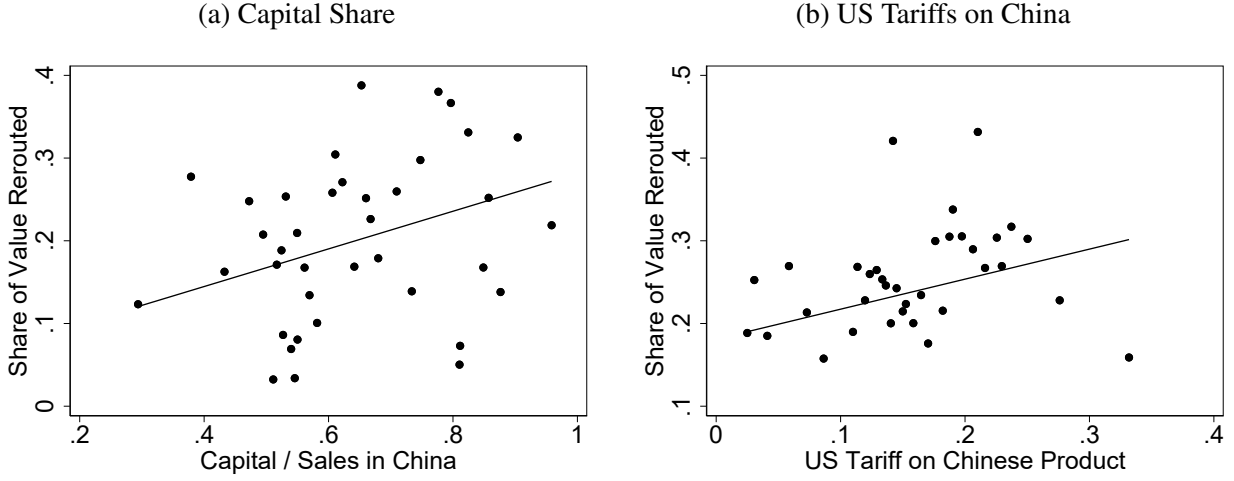 (a) Capital Share
Share of Value Rerouted
.4
.3
.2
.1
0
.2 .4 .6 .8 1
Capital / Sales in China
(b) US Tariffs on China
Share of Value Rerouted
.5
.4
.3
.2
.1
0 .1 .2 .3 .4
US Tariff on Chinese Product